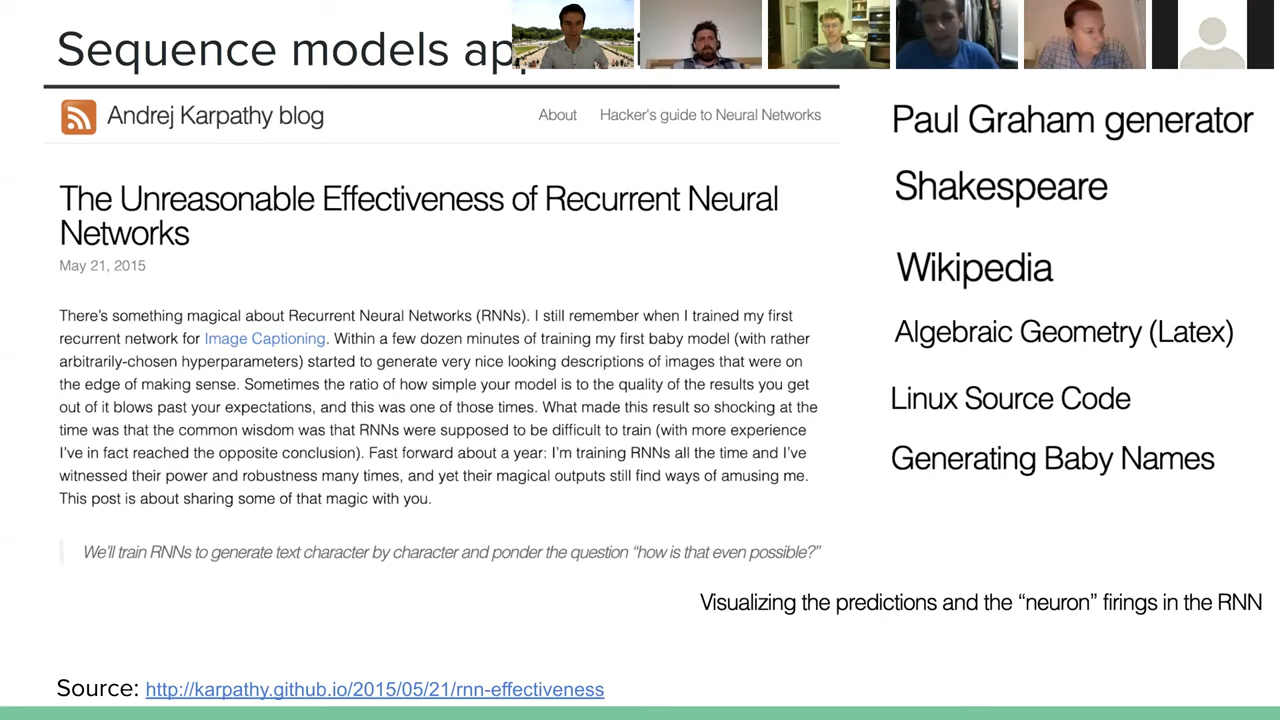 Sequence models ap
Andrej Karpathy blog
About
Hacker's guide to Neural Networks
The Unreasonable Effectiveness of Recurrent Neural
Networks
May 21, 2015
There's something magical about Recurrent Neural Networks (RNNs). I still remember when I trained my first
recurrent network for Image Captioning. Within a few dozen minutes of training my first baby model (with rather
arbitrarily-chosen hyperparameters) started to generate very nice looking descriptions of images that were on
the edge of making sense. Sometimes the ratio of how simple your model is to the quality of the results you get
out of it blows past your expectations, and this was one of those times. What made this result so shocking at the
time was that the common wisdom was that RNNs were supposed to be difficult to train (with more experience
I've in fact reached the opposite conclusion). Fast forward about a year: I'm training RNNs all the time and I've
witnessed their power and robustness many times, and yet their magical outputs still find ways of amusing me.
This post is about sharing some of that magic with you.
We'll train RNNs to generate text character by character and ponder the question "how is that even possible?"
Paul Graham generator
Shakespeare
Wikipedia
Algebraic Geometry (Latex)
Linux Source Code
Generating Baby Names
Visualizing the predictions and the "neuron" firings in the RNN
Source: http://karpathy.github.io/2015/05/21/rnn-effectiveness